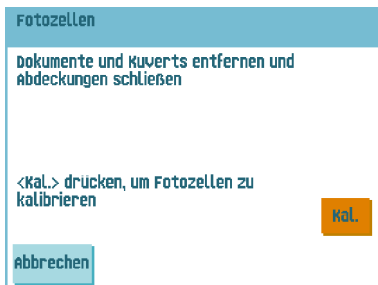 Fotozellen
Dokumente und Kuverts entfernen und
Abdeckungen schließen
<Kal.> drücken, um Fotozellen zu
kalibrieren
Kal.
Abbrechen